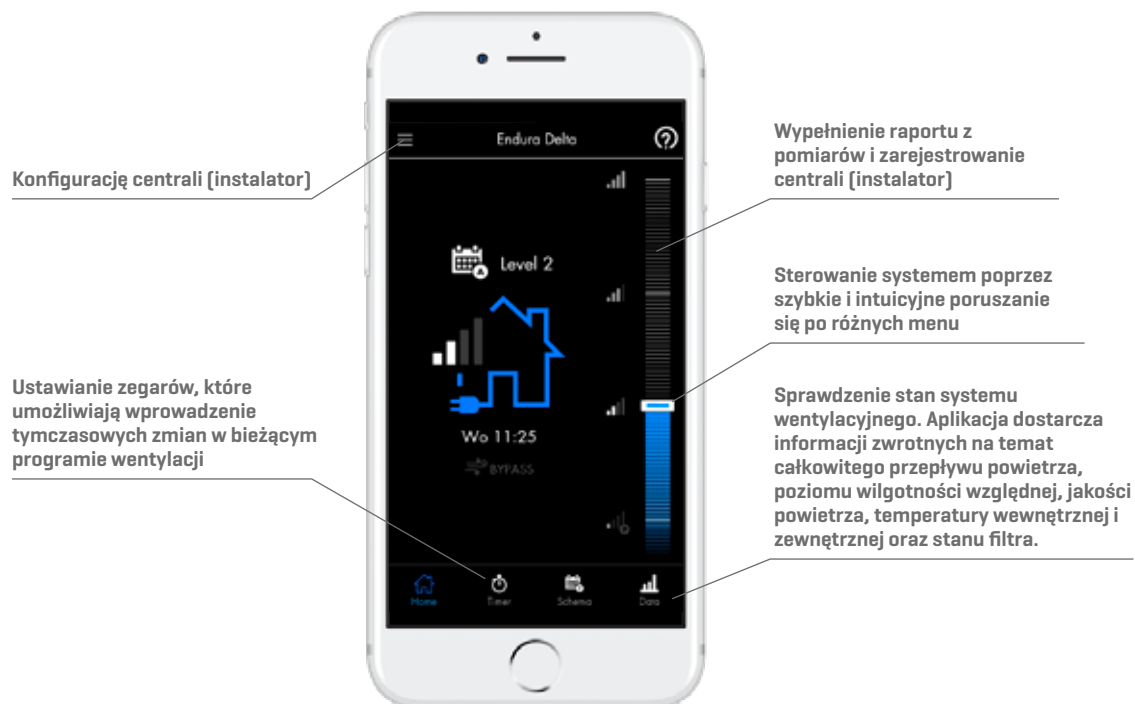 Konfigurację centrali (instalator)
Ustawianie zegarów, które
umożliwiają wprowadzenie
tymczasowych zmian w bieżącym
programie wentylacji
Endura Delta
Level 2
Wo 11:25
BYPASS
Home
Timer
Schema
Data
Wypełnienie raportu z
pomiarów i zarejestrowanie
centrali (instalator)
Sterowanie systemem poprzez
szybkie i intuicyjne poruszanie
się po różnych menu
Sprawdzenie stan systemu
wentylacyjnego. Aplikacja dostarcza
informacji zwrotnych na temat
całkowitego przepływu powietrza,
poziomu wilgotności względnej, jakości
powietrza, temperatury wewnętrznej i
zewnętrznej oraz stanu filtra.